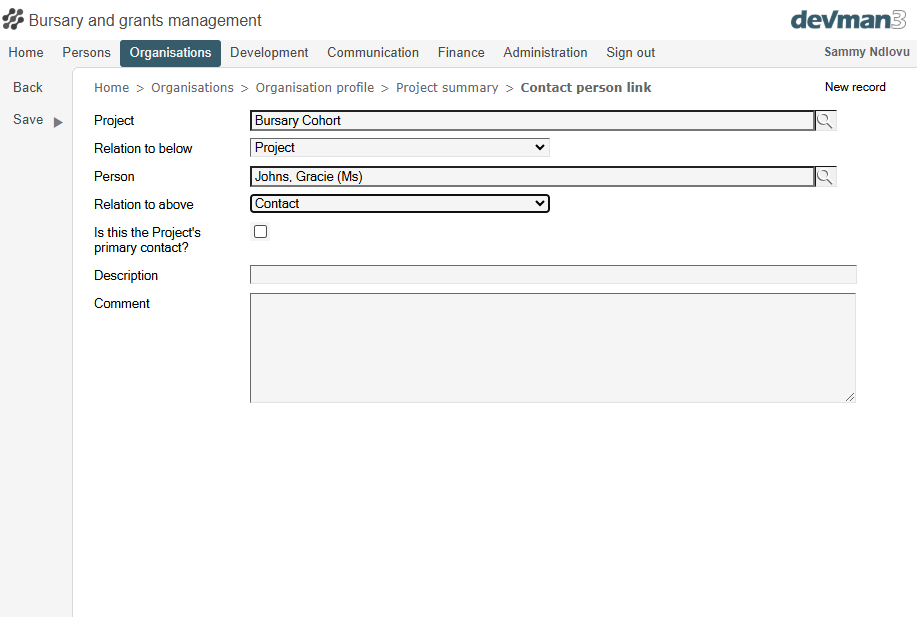 Bursary and grants management
devman3
Home Persons Organisations Development Communication Finance Administration Sign out Sammy Ndlovu
Back
Home > Organisations > Organisation profile > Project summary > Contact person link
New record
Save
Project
Bursary Cohort
Relation to below
Project
Person
Johns, Gracie (Ms)
Relation to above
Contact
Is this the Project's
primary contact?
Description
Comment